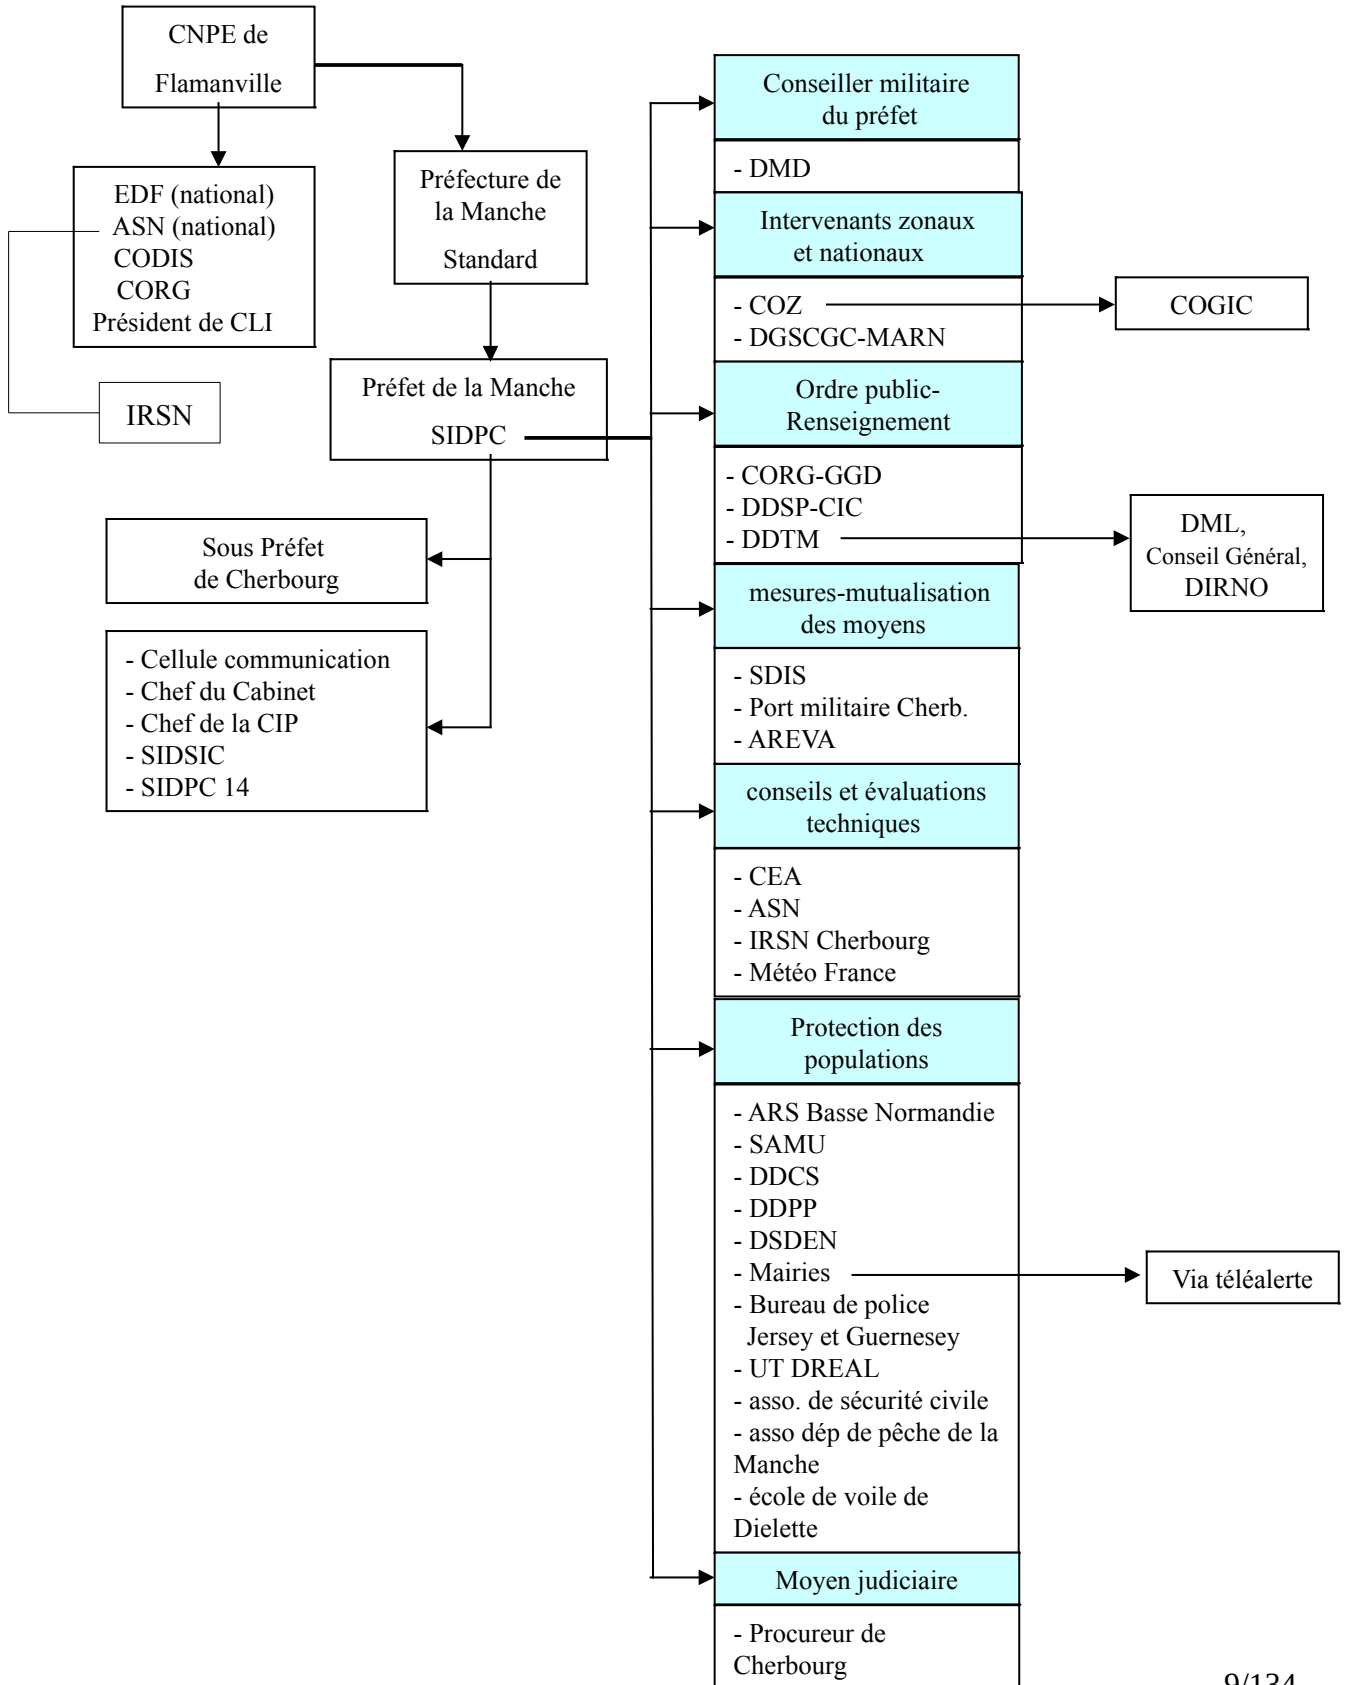 CNPE de
Flamanville
EDF (national)
ASN (national)
CODIS
CORG
Président de CLI
IRSN
Préfecture de
la Manche
Standard
Préfet de la Manche
SIDPC
Sous Préfet
de Cherbourg
- Cellule communication
- Chef du Cabinet
- Chef de la CIP
- SIDSIC
- SIDPC 14
Conseiller militaire
du préfet
- DMD
Intervenants zonaux
et nationaux
- COZ
- DGSCGC-MARN
COGIC
Ordre public-
Renseignement
- CORG-GGD
- DDSP-CIC
- DDTM
DML,
Conseil Général,
DIRNO
mesures-mutualisation
des moyens
- SDIS
- Port militaire Cherb.
- AREVA
conseils et évaluations
techniques
- CEA
- ASN
- IRSN Cherbourg
- Météo France
Protection des
populations
- ARS Basse Normandie
- SAMU
- DDCS
- DDPP
- DSDEN
- Mairies
Via téléalerte
- Bureau de police
Jersey et Guernesey
- UT DREAL
- asso. de sécurité civile
- asso dép de pêche de la
Manche
- école de voile de
Dielette
Moyen judiciaire
- Procureur de
Cherbourg
9/134